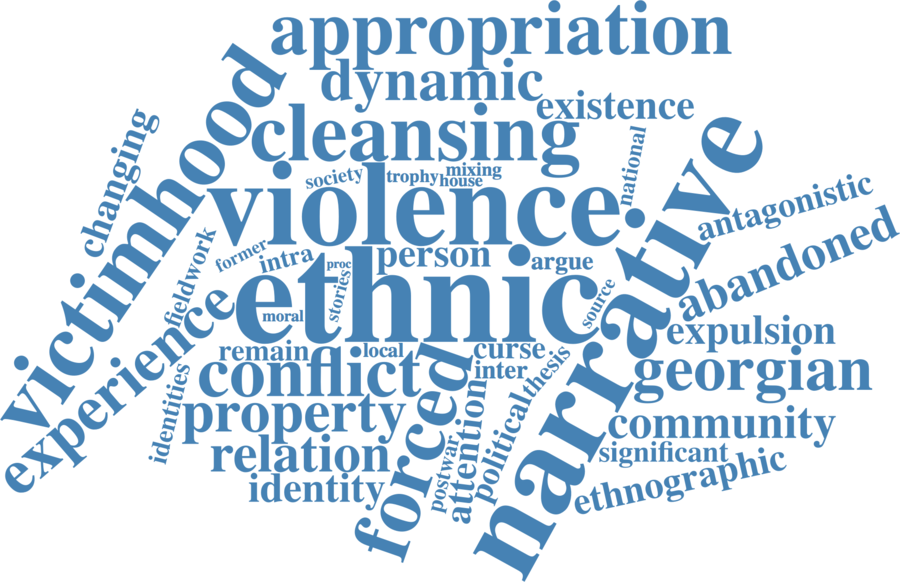 appropriation
dynamic
existence
cleansing
victimhood
changing
society
trophy
mixing
house
national
violence
narrative
antagonistic
abandoned
former
intra
person
argue
fieldwork
experience
ethnic
proc
stories
moral
source
expulsion
remain
local
curse
conflict
inter
thesis
georgian
forced
property
identities
community
relation
attention
political
postwar
significant
identity
ethnographic